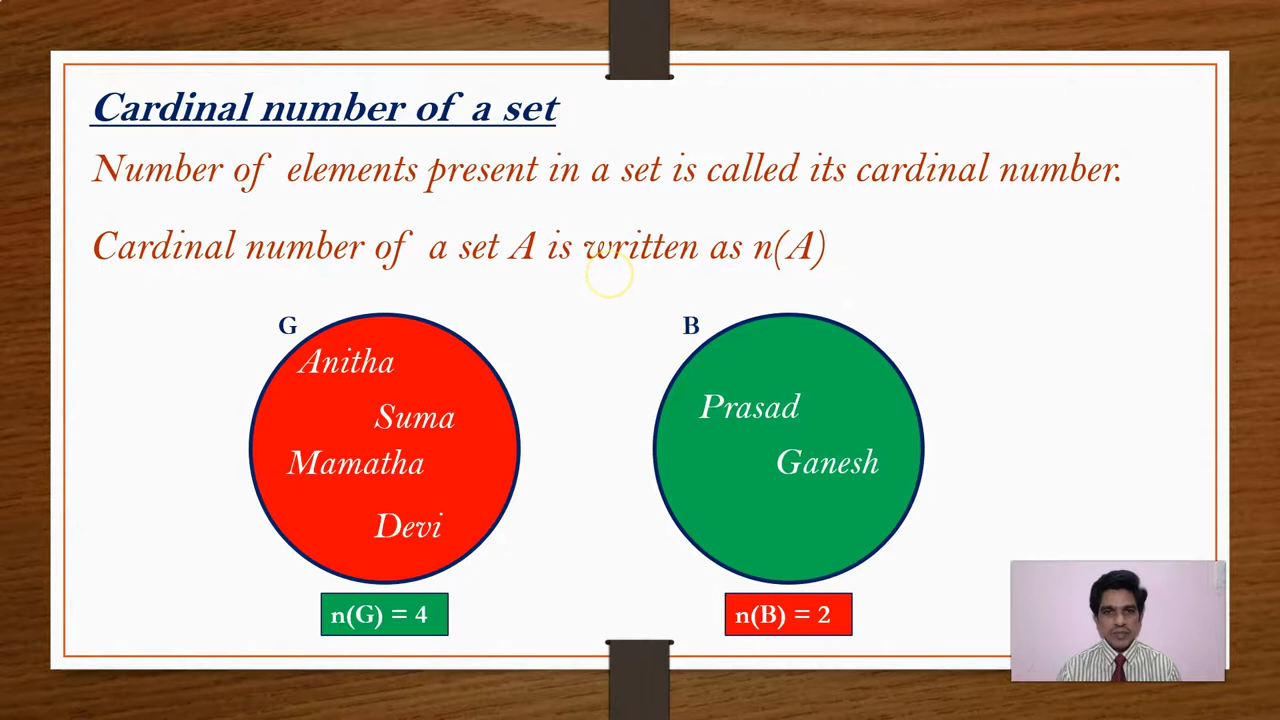 Cardinal number of a set
Number of elements present in a set is called its cardinal number.
Cardinal number of a set A is written as n(A)
G
Anitha
Suma
Mamatha
Devi
n(G) = 4
B
Prasad
Ganesh
n(B) = 2